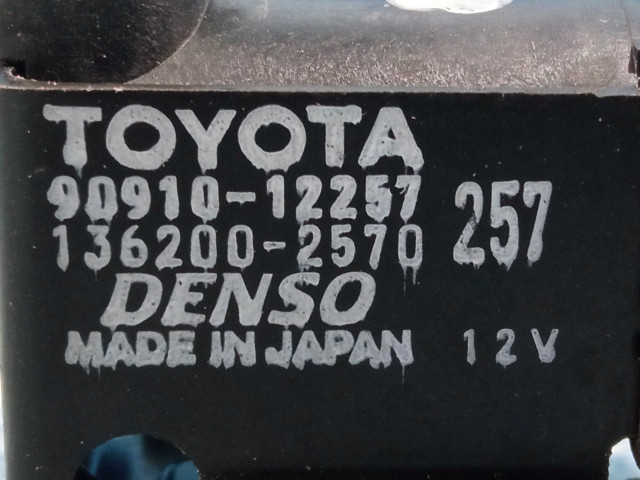 TOYOTA
90910-12257
136200-2570 257
DENSO
MADE IN JAPAN 12V